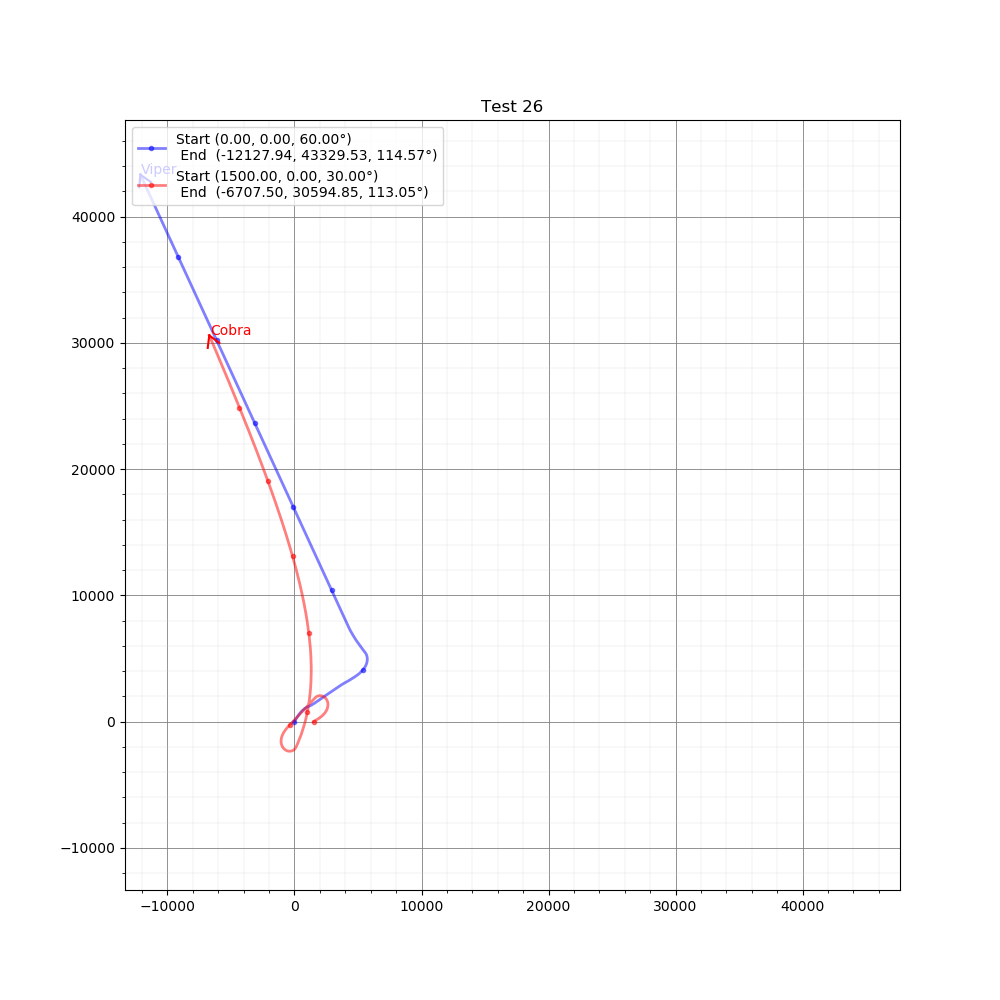 Test 26
Start (0.00, 0.00, 60.00°)
End (-12127.94, 43329.53, 114.57°)
Start (1500.00, 0.00, 30.00°)
End (-6707.50, 30594.85, 113.05°)
Viper
Cobra
40000
30000
20000
10000
0
−10000
−10000 0 10000 20000 30000 40000